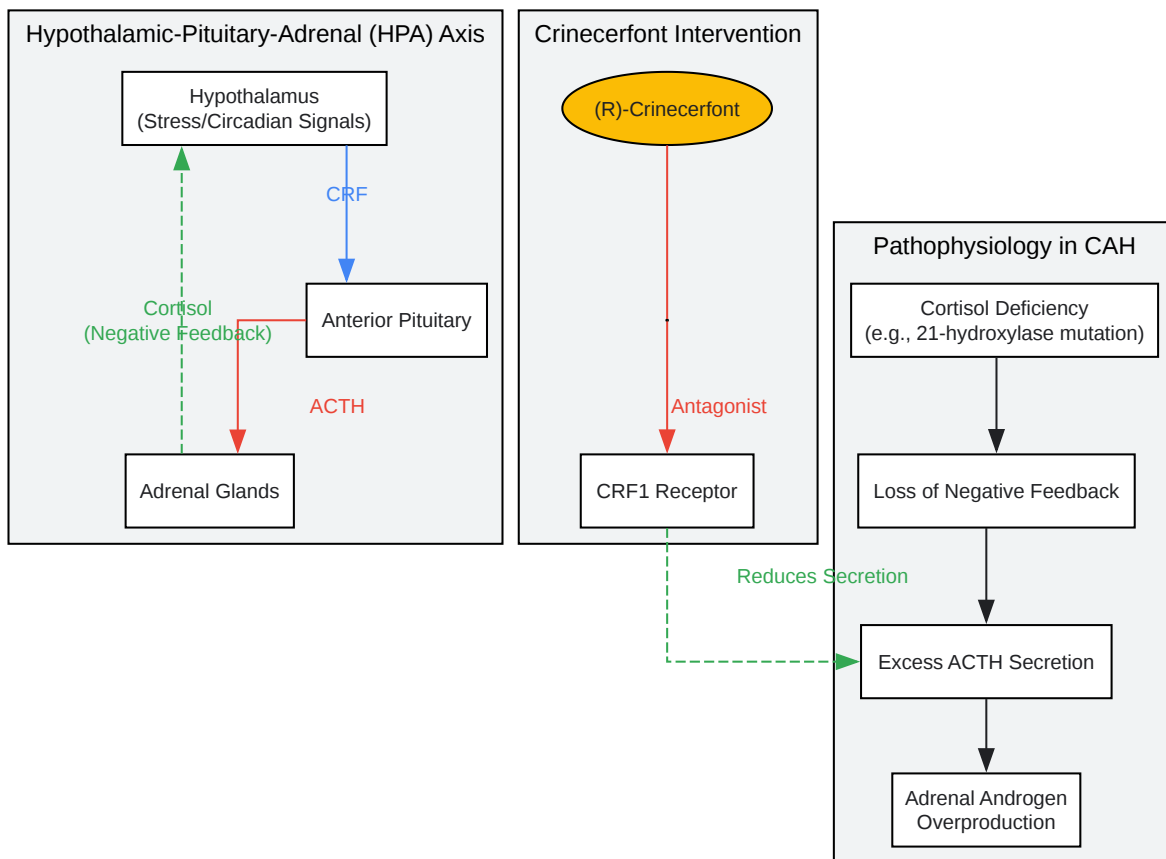 Hypothalamic-Pituitary-Adrenal (HPA) Axis
Hypothalamus
(Stress/Circadian Signals)
CRF
Cortisol
(Negative Feedback)
Anterior Pituitary
ACTH
Adrenal Glands
Crinecerfont Intervention
(R)-Crinecerfont
Antagonist
CRF1 Receptor
Reduces Secretion
Pathophysiology in CAH
Cortisol Deficiency
(e.g., 21-hydroxylase mutation)
Loss of Negative Feedback
Excess ACTH Secretion
Adrenal Androgen
Overproduction